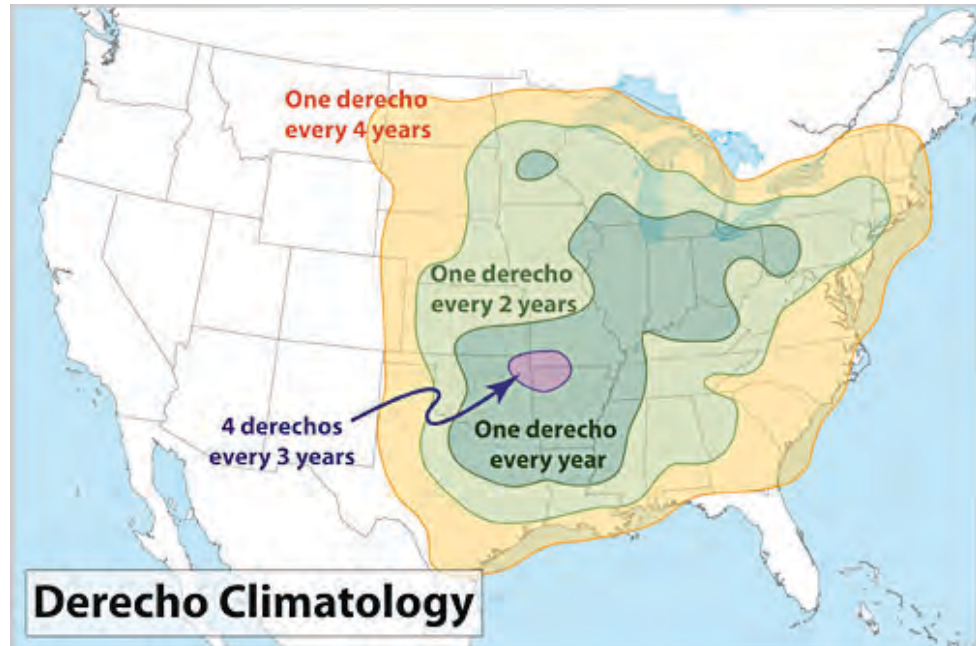 One derecho
every 4 years
One derecho
every 2 years
4 derechos
every 3 years
One derecho
every year
Derecho Climatology